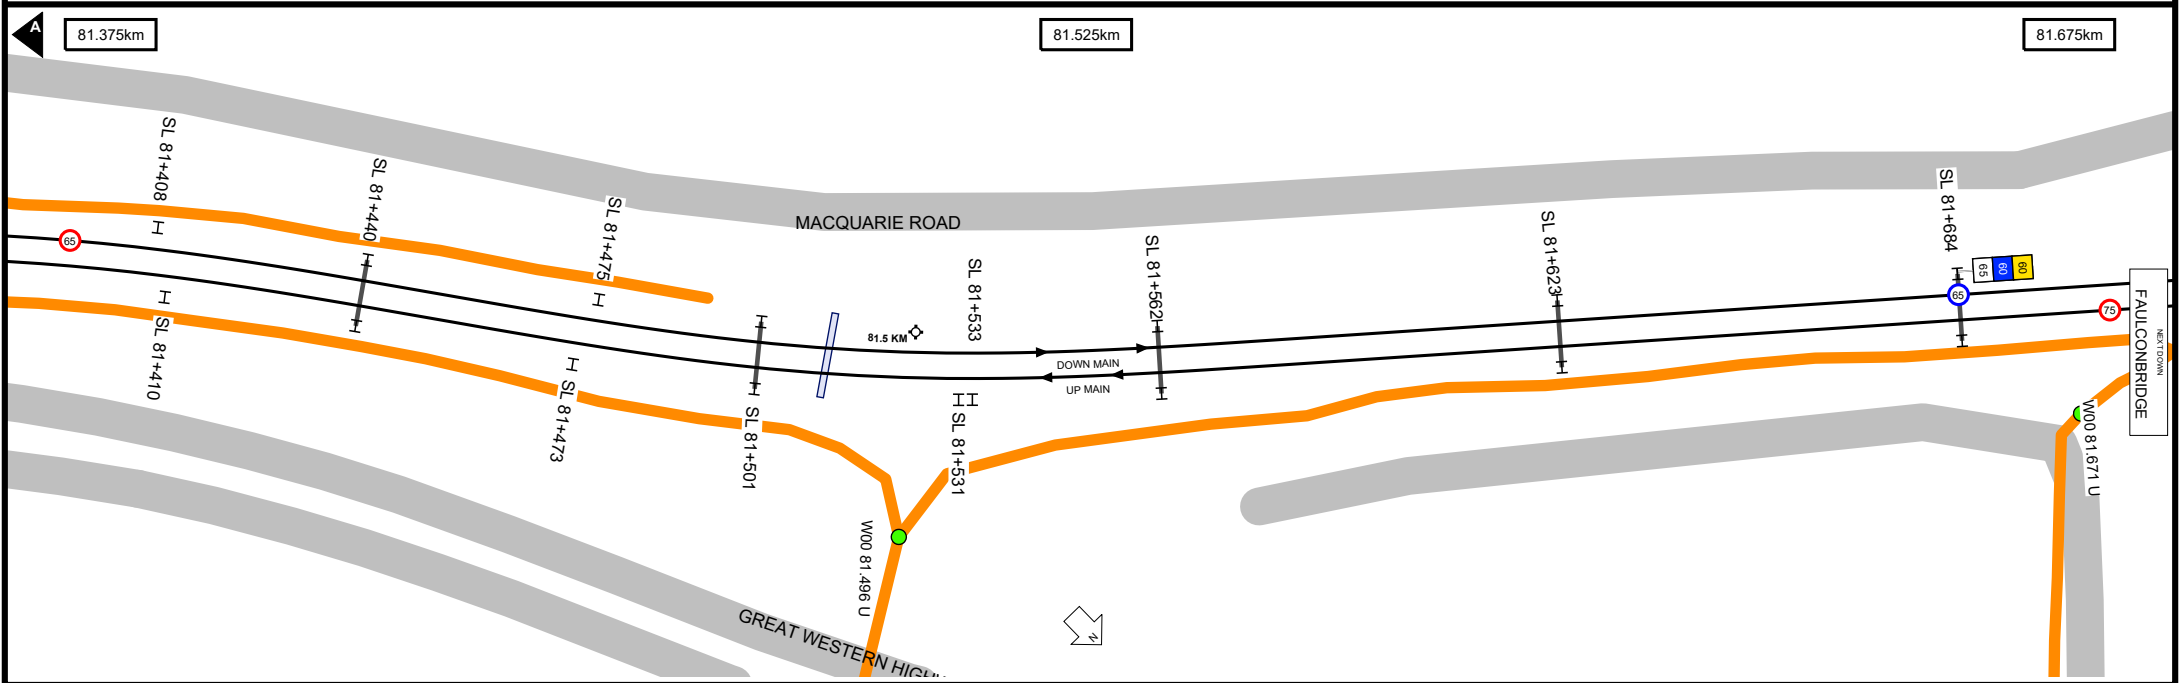 A
81.375km
81.525km
81.675km
SL 81+408
SL 81+440
SL 81+475
MACQUARIE ROAD
SL 81+533
SL 81+562
SL 81+623
SL 81+684
65
65
60
60
65
75
81.5 KM
DOWN MAIN
UP MAIN
FAULCONBRIDGE
NEXT DOWN
SL 81+410
SL 81+473
SL 81+501
SL 81+531
W00 81.496 U
W00 81.671 U
GREAT WESTERN HIGH
N